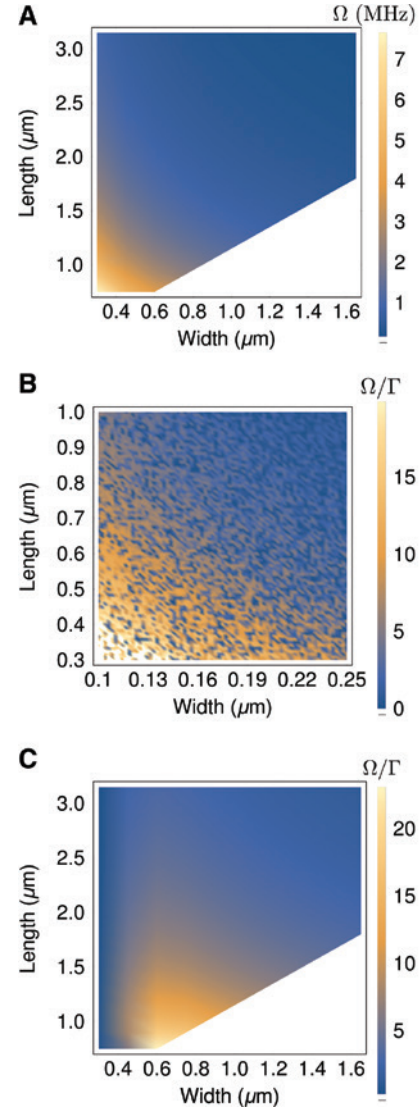 A
Ω (MHz)
Length (µm)
3.0
2.5
2.0
1.5
1.0
0.4 0.6 0.8 1.0 1.2 1.4 1.6
Width (µm)
7
6
5
4
3
2
1
B
Ω/Γ
Length (µm)
1.0
0.9
0.8
0.7
0.6
0.5
0.4
0.3
0.1 0.13 0.16 0.19 0.22 0.25
Width (µm)
15
10
5
0
C
Ω/Γ
Length (µm)
3.0
2.5
2.0
1.5
1.0
0.4 0.6 0.8 1.0 1.2 1.4 1.6
Width (µm)
20
15
10
5